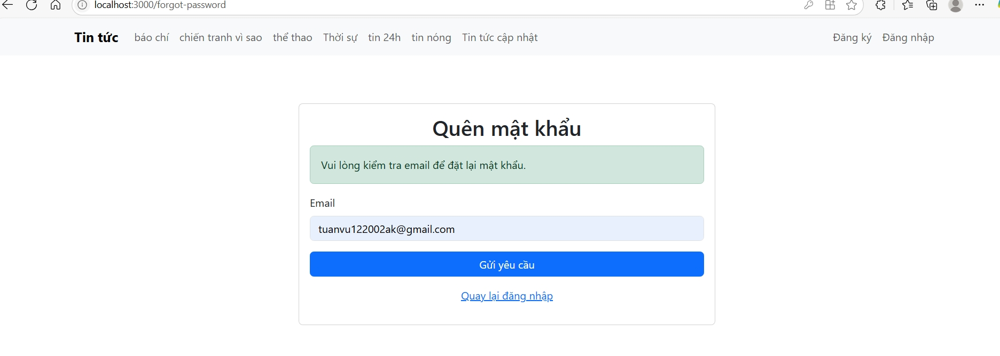 localhost:3000/forgot-password
Tin tức báo chí chiến tranh vì sao thể thao Thời sự tin 24h tin nóng Tin tức cập nhật Đăng ký Đăng nhập
Quên mật khẩu
Vui lòng kiểm tra email để đặt lại mật khẩu.
Email
tuanvu122002ak@gmail.com
Gửi yêu cầu
Quay lại đăng nhập